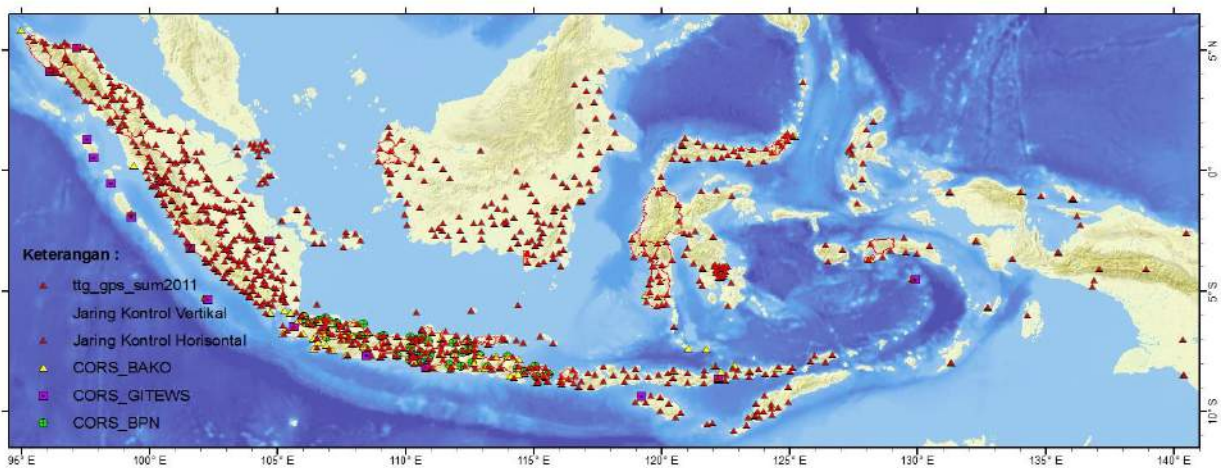 5° N
0°
5° S
10° S
Keterangan :
ttg_gps_sum2011
Jaring Kontrol Vertikal
Jaring Kontrol Horisontal
CORS_BAKO
CORS_GITEWS
CORS_BPN
95° E 100° E 105° E 110° E 115° E 120° E 125° E 130° E 135° E 140° E